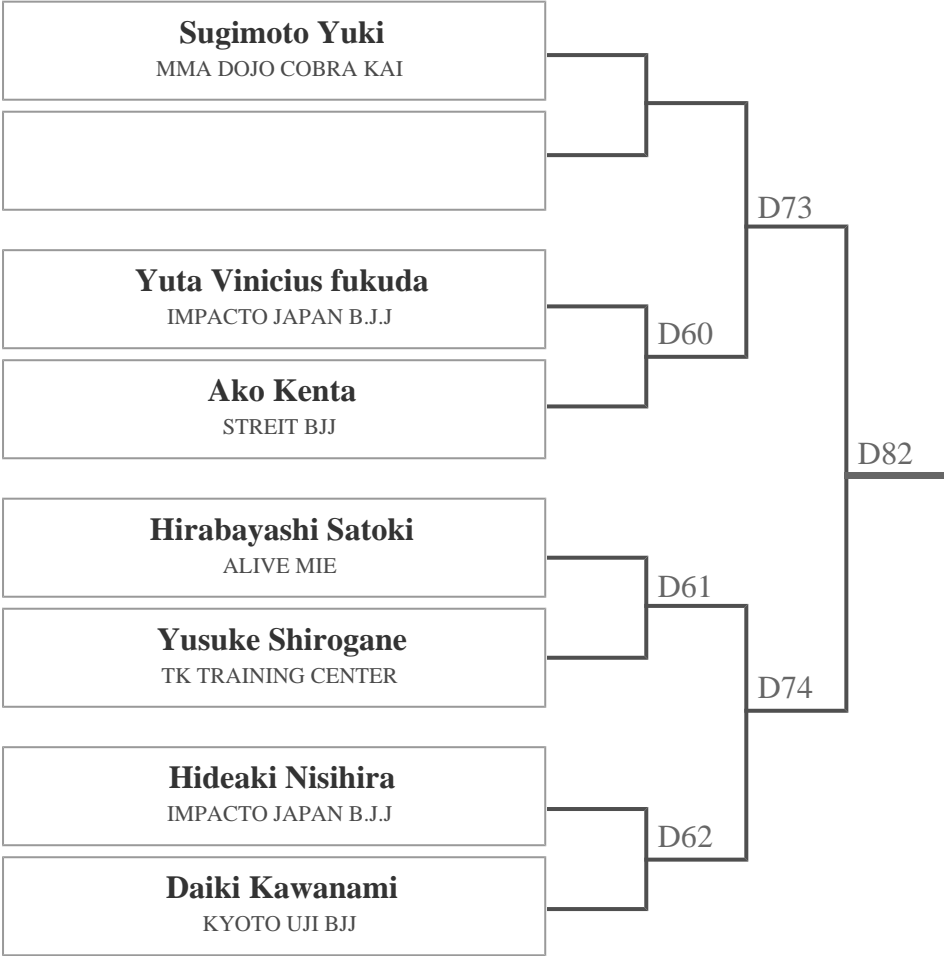 Sugimoto Yuki
MMA DOJO COBRA KAI
D73
Yuta Vinicius fukuda
IMPACTO JAPAN B.J.J
D60
Ako Kenta
STREIT BJJ
D82
Hirabayashi Satoki
ALIVE MIE
D61
Yusuke Shirogane
TK TRAINING CENTER
D74
Hideaki Nisihira
IMPACTO JAPAN B.J.J
D62
Daiki Kawanami
KYOTO UJI BJJ